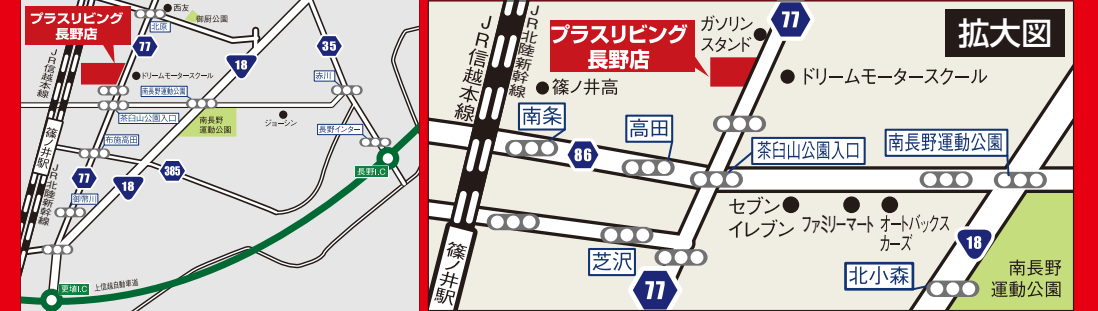 西友
御厨公園
北原
プラスリビング
長野店
77
35
18
赤川
JR信越本線
ドリームモータースクール
南長野運動公園
茶臼山公園入口
南長野
運動公園
ジョーシン
長野インター
布施高田
篠ノ井駅
385
長野I.C
77
18
JR北陸新幹線
御幣川
更埴I.C
上信越自動車道
拡大図
77
JR北陸新幹線
JR信越本線
プラスリビング
長野店
ガソリン
スタンド
ドリームモータースクール
篠ノ井高
南条
高田
86
茶臼山公園入口
南長野運動公園
セブン
イレブン
ファミリーマート
オートバックス
カーズ
18
芝沢
篠ノ井駅
77
北小森
南長野
運動公園